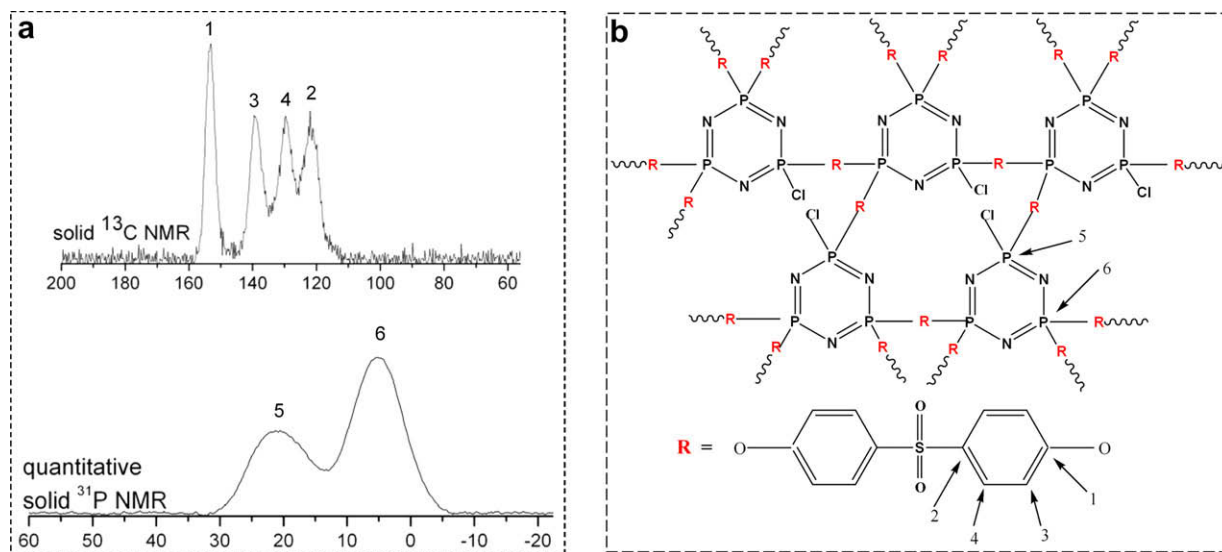 a
1
3 4 2
solid ¹³C NMR
200 180 160 140 120 100 80 60
6
5
quantitative
solid ³¹P NMR
60 50 40 30 20 10 0 -10 -20
b
R R R R R R
P P P
N N N N N N
R P P R P P R P P R
N Cl N Cl N Cl
R R R
Cl
P P 5
N N N N 6
R P P R P P R
R N R R N R
O
R = O S O
O
1
2 4 3